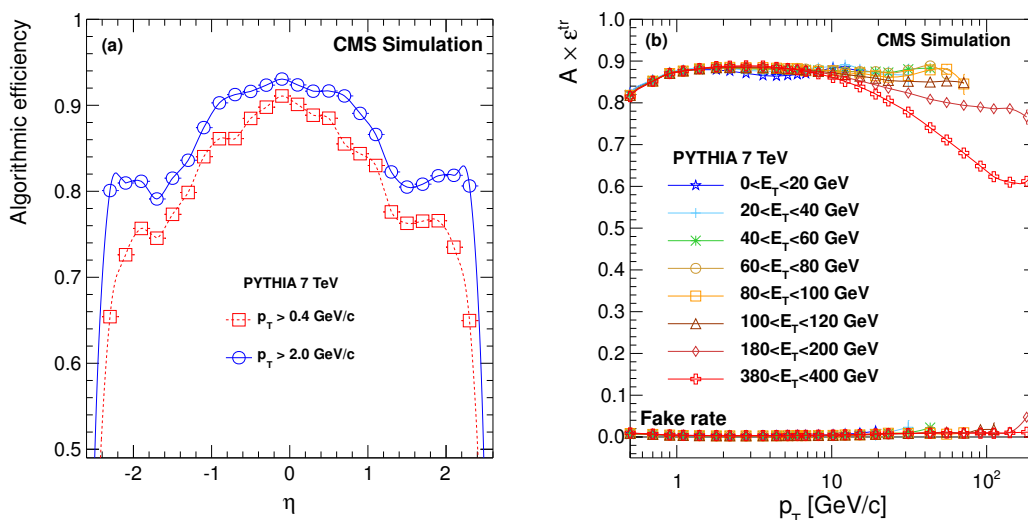 (a)
CMS Simulation
Algorithmic efficiency
1
0.9
0.8
0.7
0.6
0.5
PYTHIA 7 TeV
p_T > 0.4 GeV/c
p_T > 2.0 GeV/c
-2 -1 0 1 2
η
(b)
CMS Simulation
A × ε^tr
1.0
0.9
0.8
0.7
0.6
0.5
0.4
0.3
0.2
0.1
0.0
PYTHIA 7 TeV
0<E_T<20 GeV
20<E_T<40 GeV
40<E_T<60 GeV
60<E_T<80 GeV
80<E_T<100 GeV
100<E_T<120 GeV
180<E_T<200 GeV
380<E_T<400 GeV
Fake rate
1 10 10²
p_T [GeV/c]